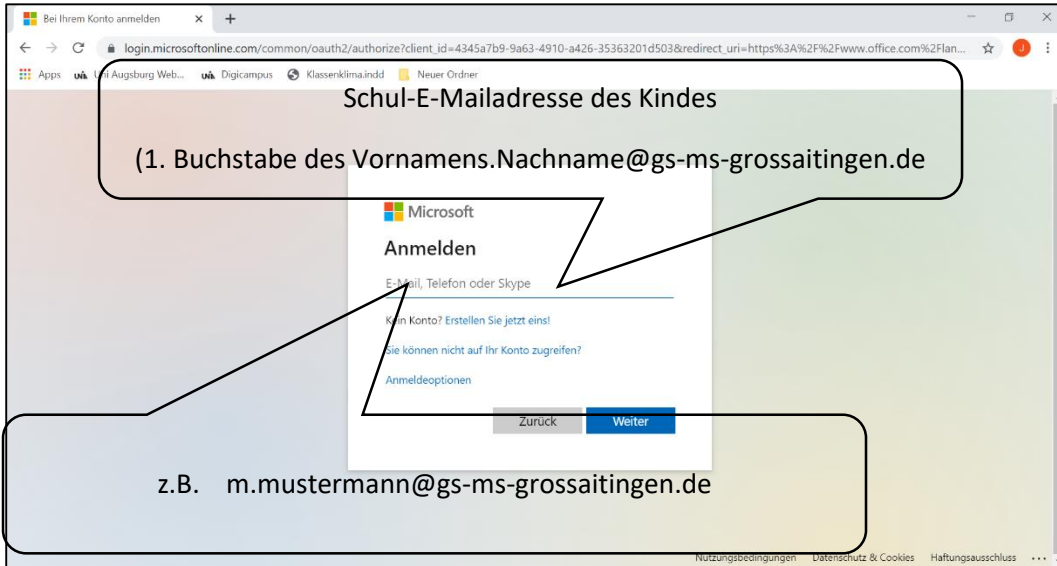 Bei Ihrem Konto anmelden
login.microsoftonline.com/common/oauth2/authorize?client_id=4345a7b9-9a63-4910-a426-35363201d503&redirect_uri=https%3A%2F%2Fwww.office.com%2Flan...
J
Apps Uni Augsburg Web... Digicampus Klassenklima.indd Neuer Ordner
Schul-E-Mailadresse des Kindes
(1. Buchstabe des Vornamens.Nachname@gs-ms-grossaitingen.de
Microsoft
Anmelden
E-Mail, Telefon oder Skype
Kein Konto? Erstellen Sie jetzt eins!
Sie können nicht auf Ihr Konto zugreifen?
Anmeldeoptionen
Zurück Weiter
z.B. m.mustermann@gs-ms-grossaitingen.de
Nutzungsbedingungen Datenschutz & Cookies Haftungsausschluss ...